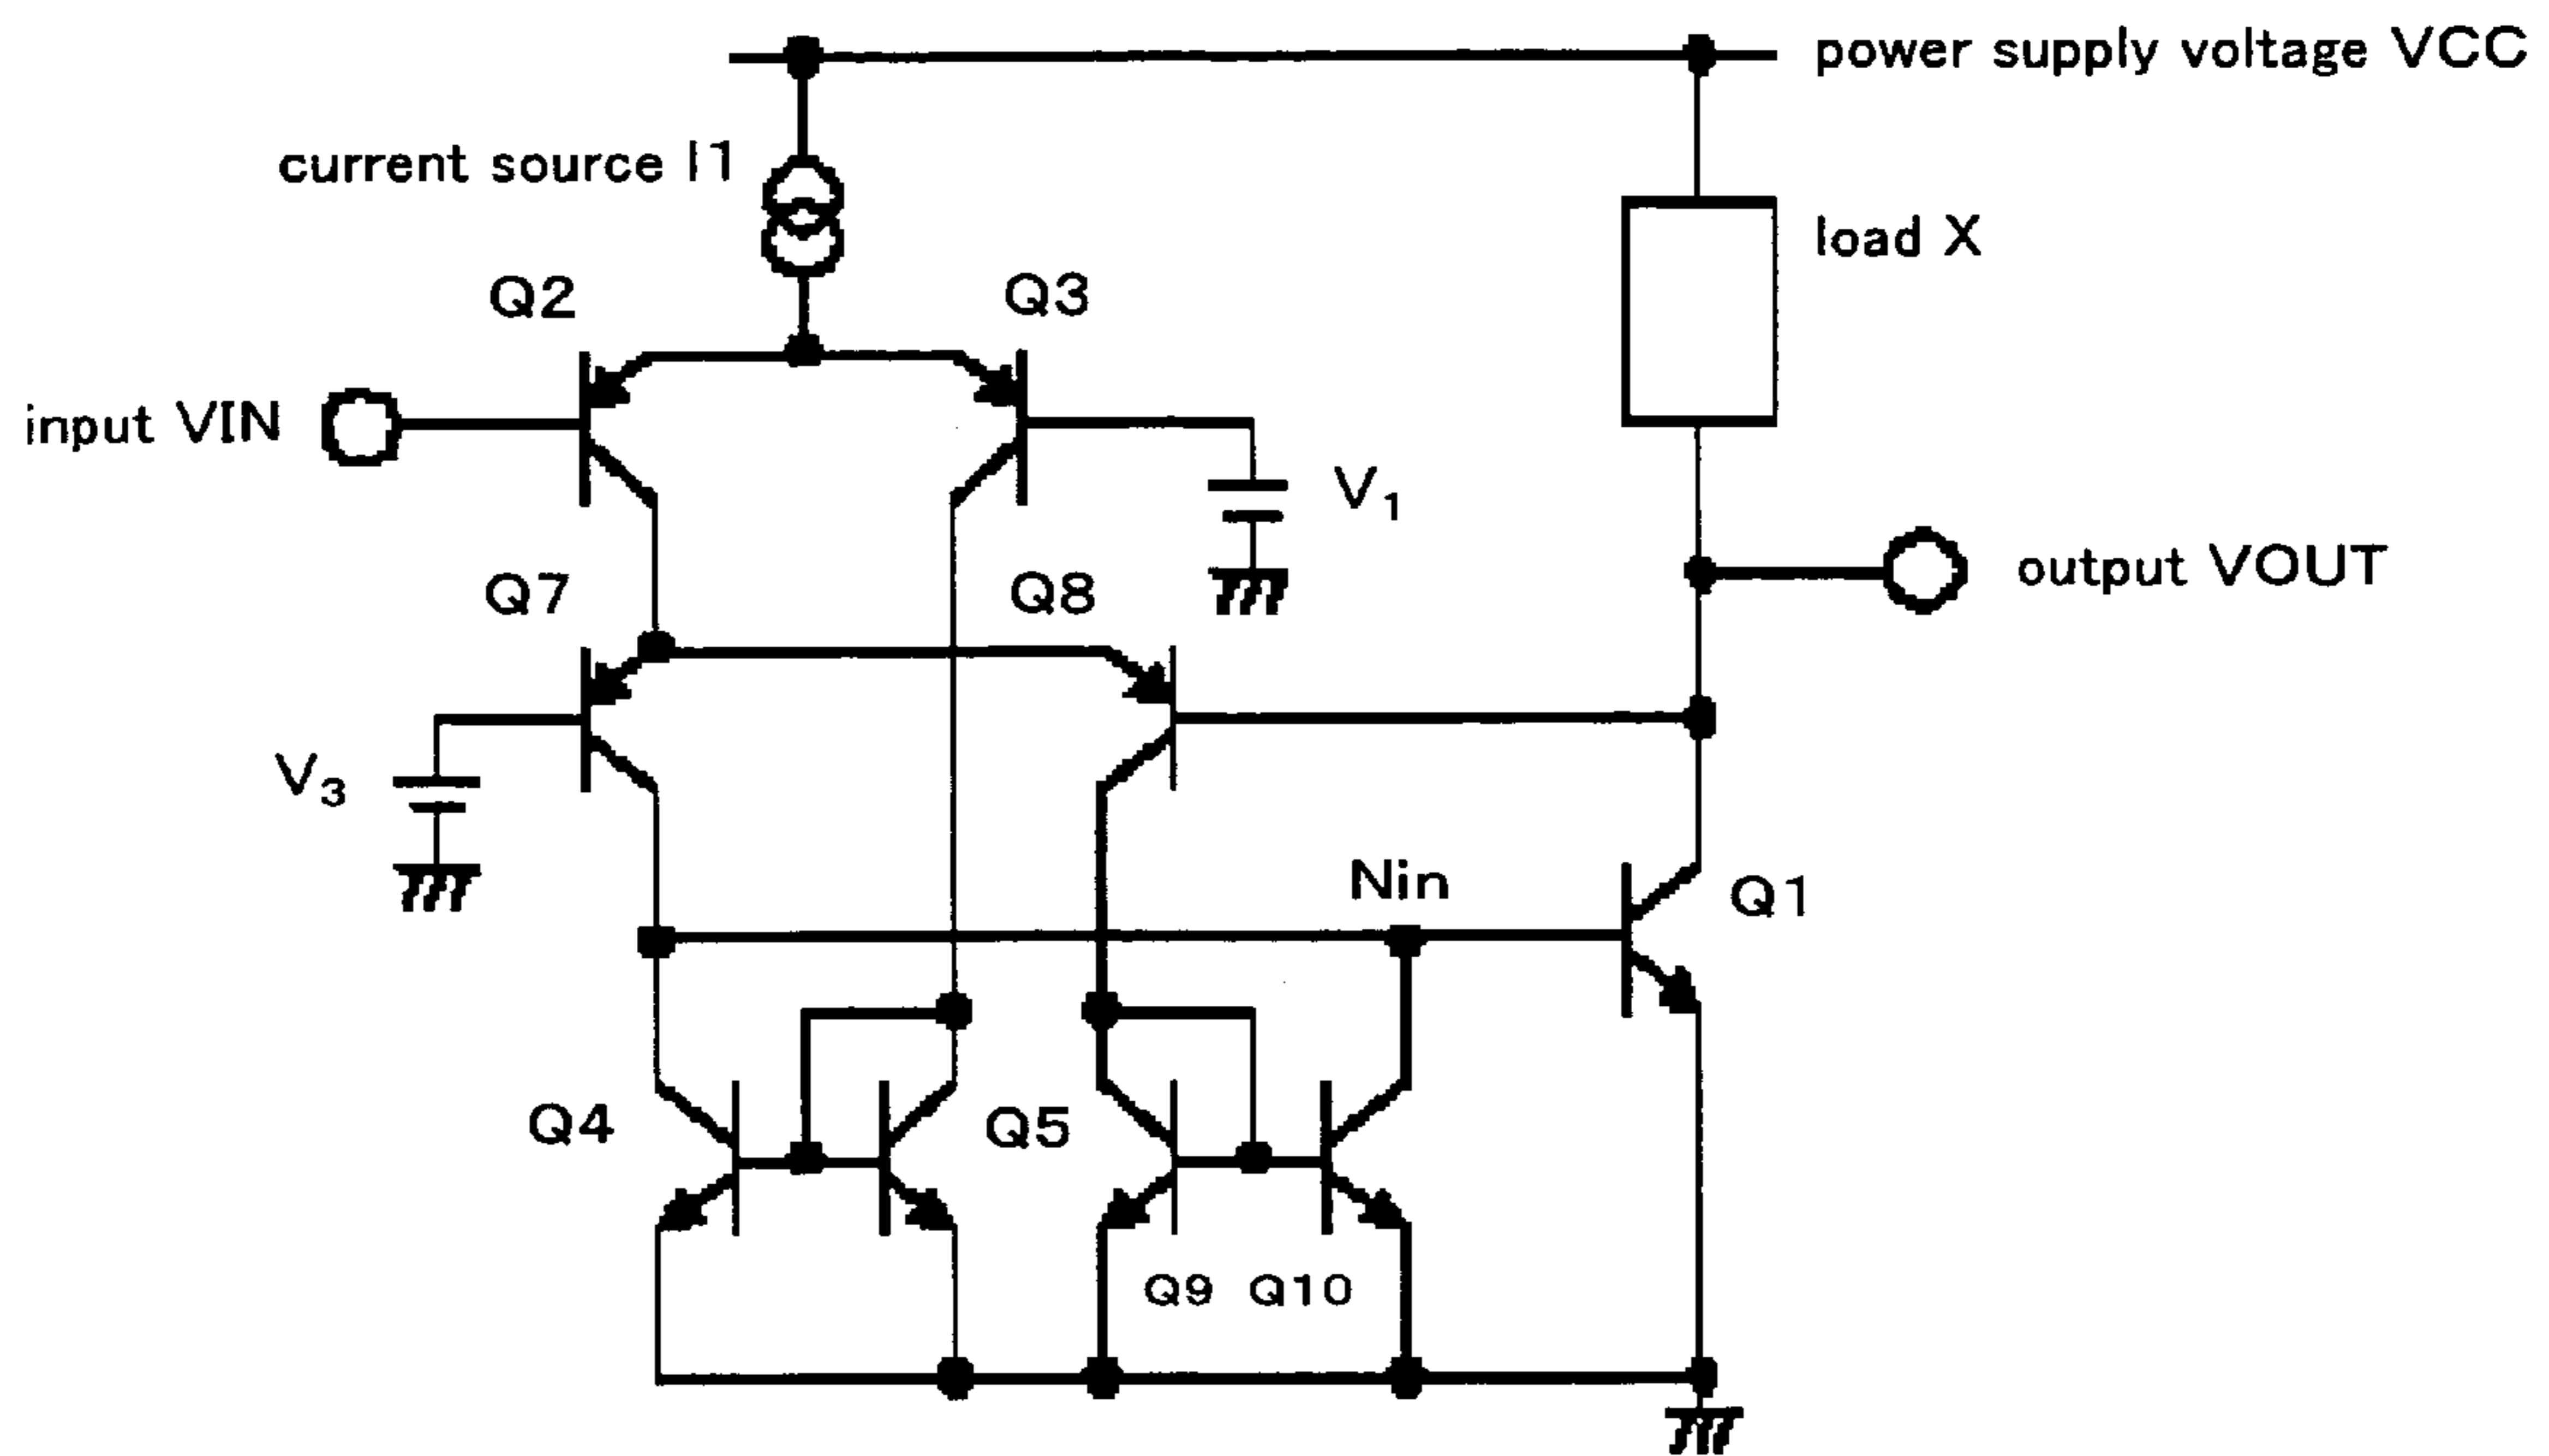 power supply voltage VCC
current source I1
load X
Q2
Q3
input VIN
V1
output VOUT
Q7
Q8
V3
Nin
Q1
Q4
Q5
Q9 Q10